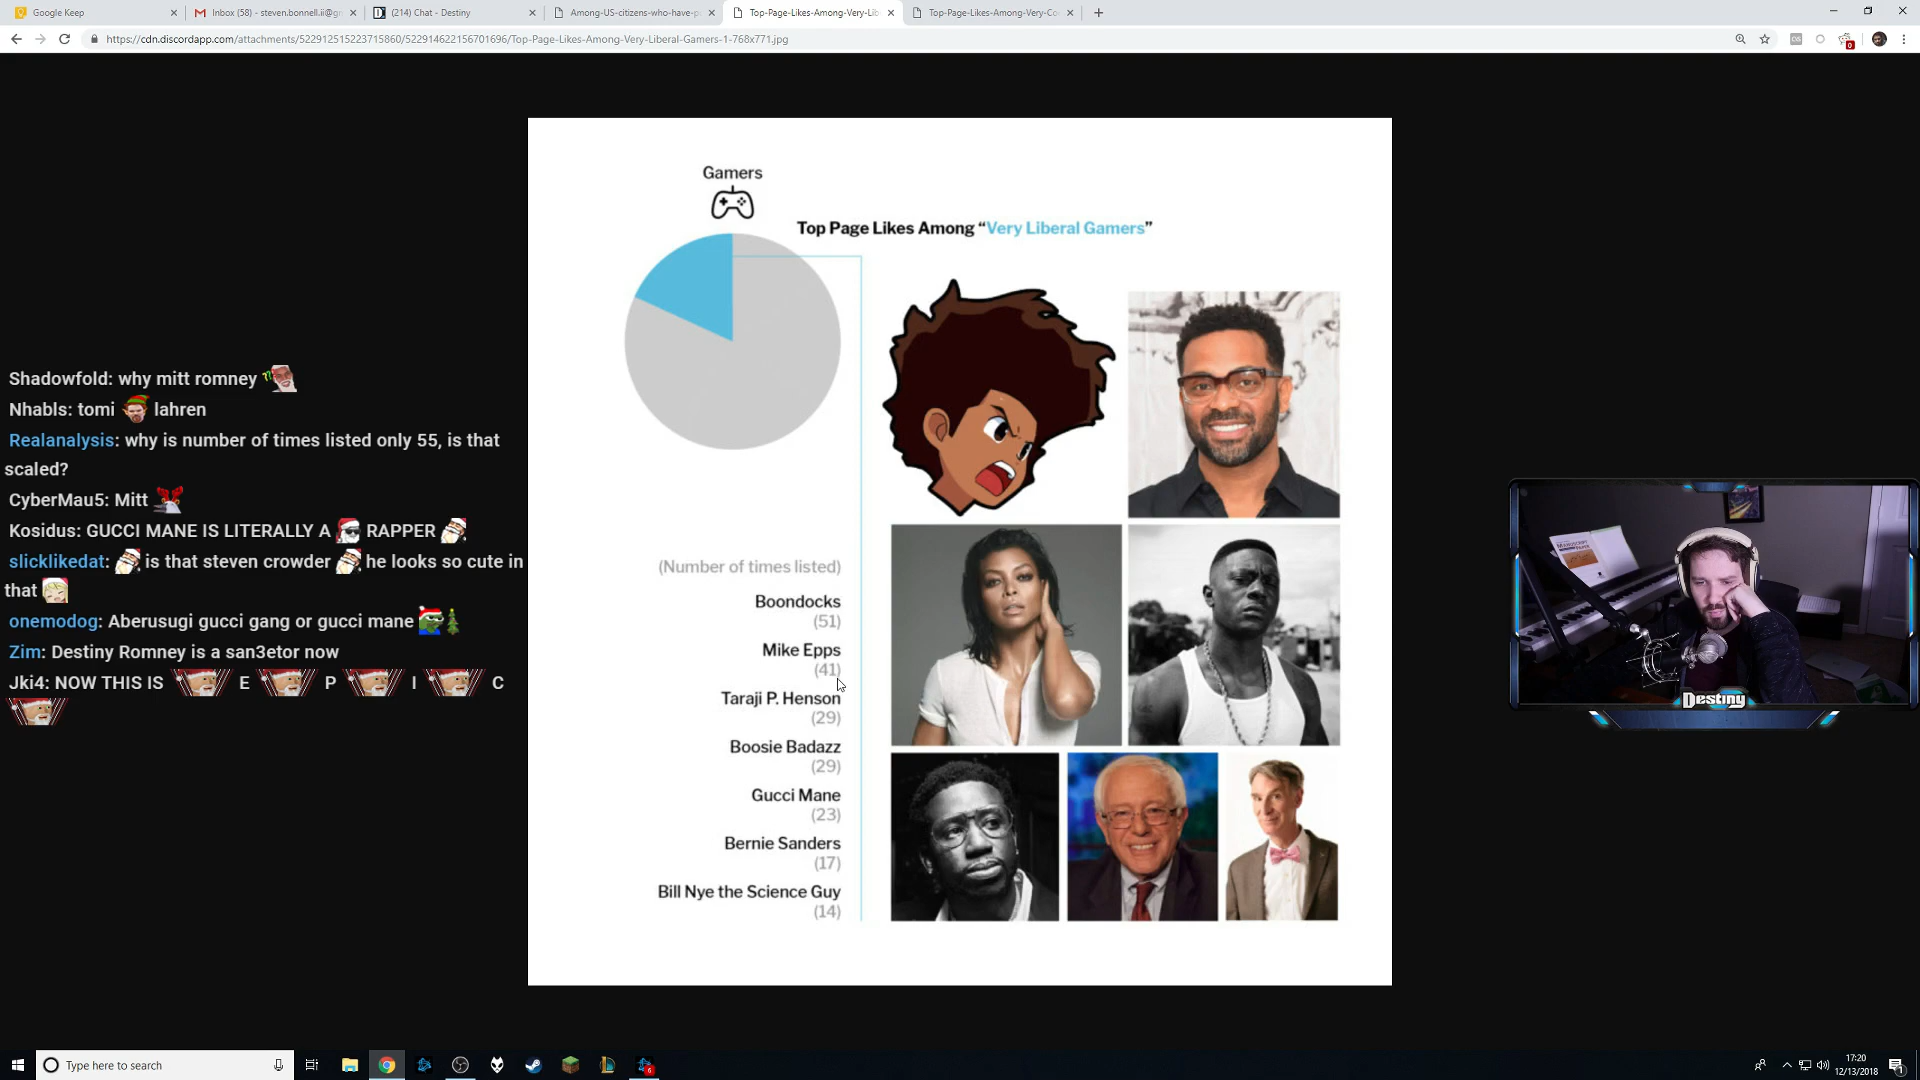 Google Keep
Inbox (58) - steven.bonnell.ii@gm
(214) Chat - Destiny
Among-US-citizens-who-have-p
Top-Page-Likes-Among-Very-Lib
Top-Page-Likes-Among-Very-Co
https://cdn.discordapp.com/attachments/522912515223715860/522914622156701696/Top-Page-Likes-Among-Very-Liberal-Gamers-1-768x771.jpg
Gamers
Top Page Likes Among “Very Liberal Gamers”
(Number of times listed)
Boondocks
(51)
Mike Epps
(41)
Taraji P. Henson
(29)
Boosie Badazz
(29)
Gucci Mane
(23)
Bernie Sanders
(17)
Bill Nye the Science Guy
(14)
Shadowfold: why mitt romney
Nhabls: tomi lahren
Realanalysis: why is number of times listed only 55, is that
scaled?
CyberMau5: Mitt
Kosidus: GUCCI MANE IS LITERALLY A RAPPER
slicklikedat: is that steven crowder he looks so cute in
that
onemodog: Aberusugi gucci gang or gucci mane
Zim: Destiny Romney is a san3etor now
Jki4: NOW THIS IS E P I C
MANUSCRIPT
Destiny
Type here to search
17:20
12/13/2018